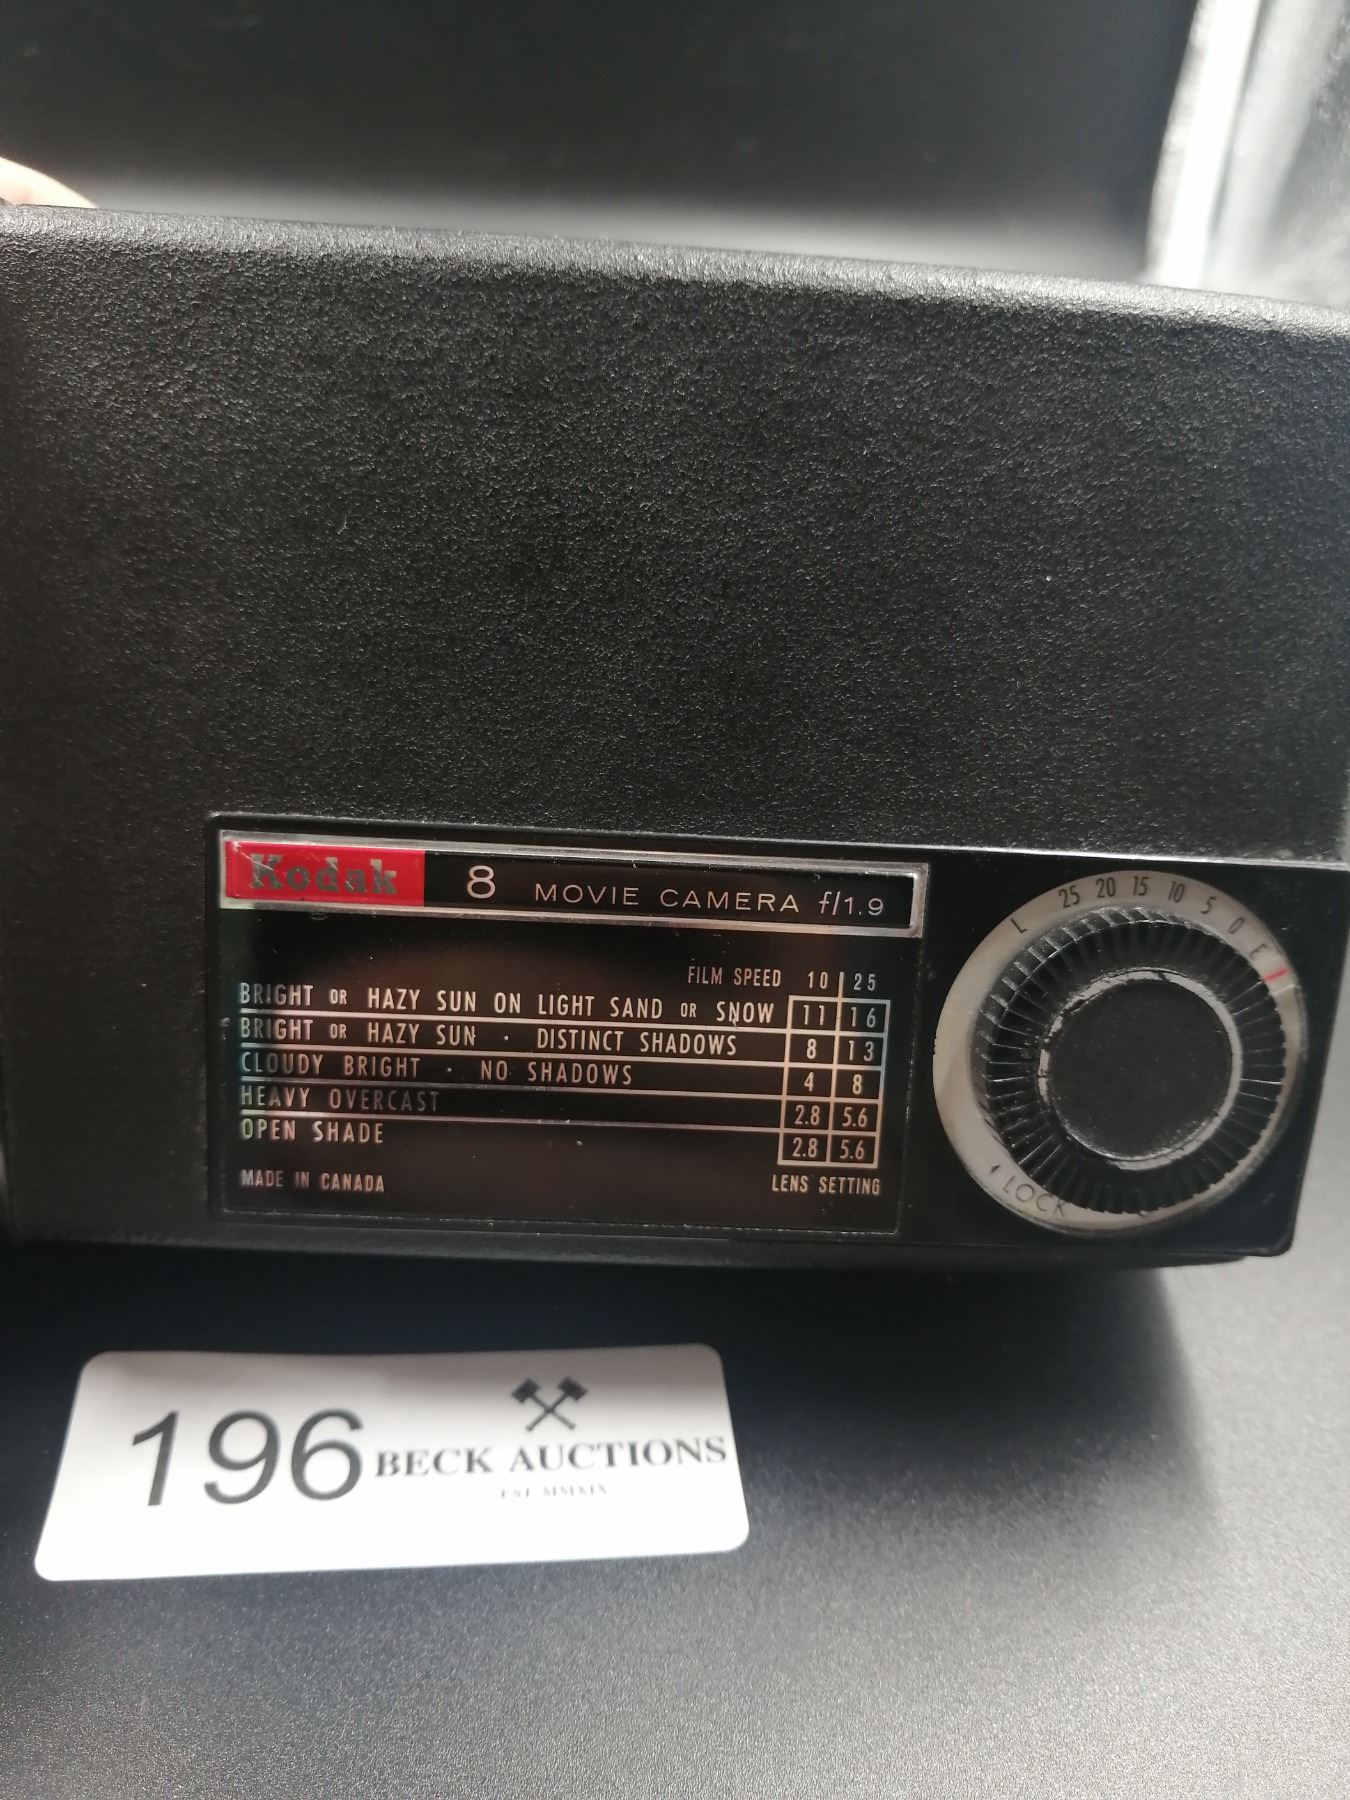 Kodak 8 MOVIE CAMERA f/1.9
FILM SPEED 10 25
BRIGHT OR HAZY SUN ON LIGHT SAND OR SNOW 11 16
BRIGHT OR HAZY SUN · DISTINCT SHADOWS 8 13
CLOUDY BRIGHT · NO SHADOWS 4 8
HEAVY OVERCAST 2.8 5.6
OPEN SHADE 2.8 5.6
MADE IN CANADA LENS SETTING
L 25 20 15 10 5 0 E
LOCK
196 BECK AUCTIONS
EST MMXIX